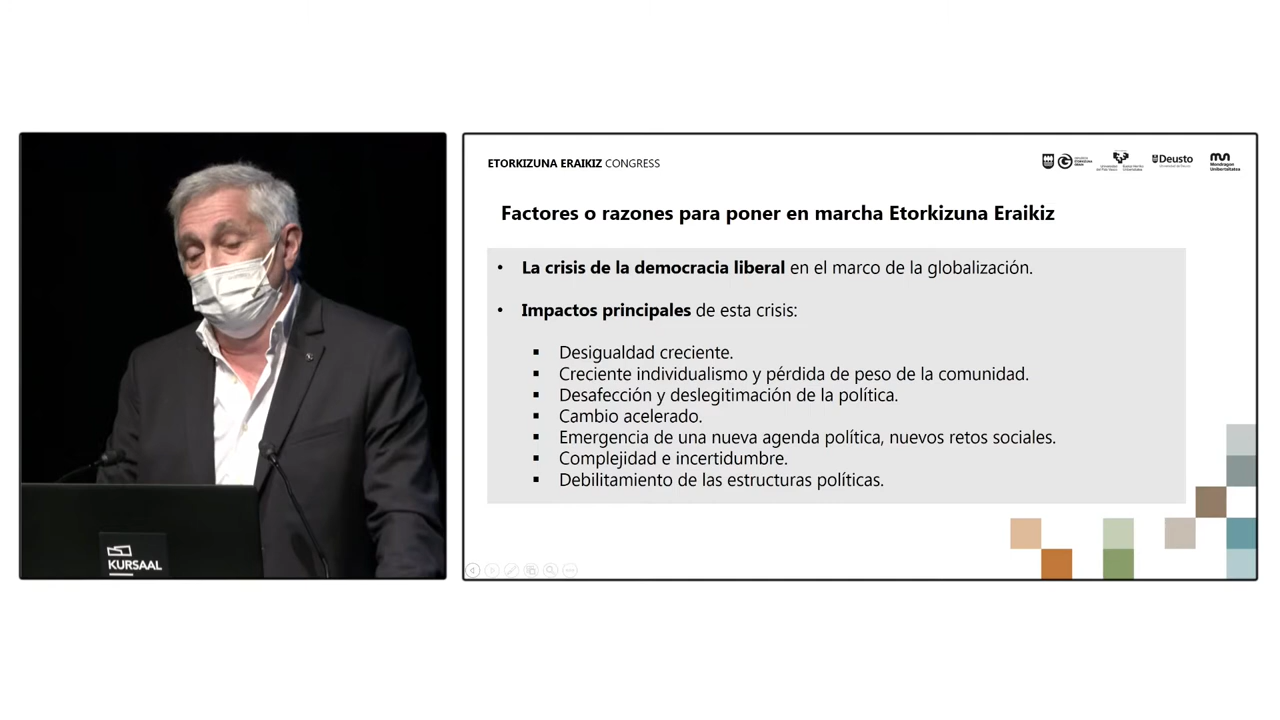 ETORKIZUNA ERAIKIZ CONGRESS
Deusto
Mondragon
Unibertsitatea
Factores o razones para poner en marcha Etorkizuna Eraikiz
• La crisis de la democracia liberal en el marco de la globalización.
• Impactos principales de esta crisis:
▪ Desigualdad creciente.
▪ Creciente individualismo y pérdida de peso de la comunidad.
▪ Desafección y deslegitimación de la política.
▪ Cambio acelerado.
▪ Emergencia de una nueva agenda política, nuevos retos sociales.
▪ Complejidad e incertidumbre.
▪ Debilitamiento de las estructuras políticas.
KURSAAL